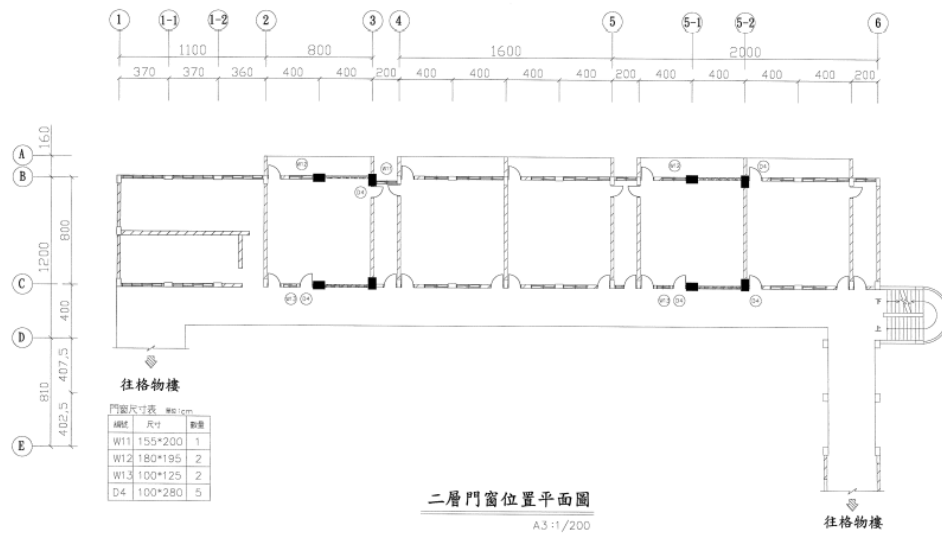 1 1-1 1-2 2 3 4 5 5-1 5-2 6
1100 800 1600 2000
370 370 360 400 400 200 400 400 400 400 200 400 400 400 400 200
A
160
B
800
1200
C
400
D
407,5
810
402,5
E
W12 W11 W12 D4
D4
W13 D4 W13 D4 D4
下
上
往格物樓
門窗尺寸表 單位:cm
編號 尺寸 數量
W11 155*200 1
W12 180*195 2
W13 100*125 2
D4 100*280 5
二層門窗位置平面圖
A3:1/200
往格物樓